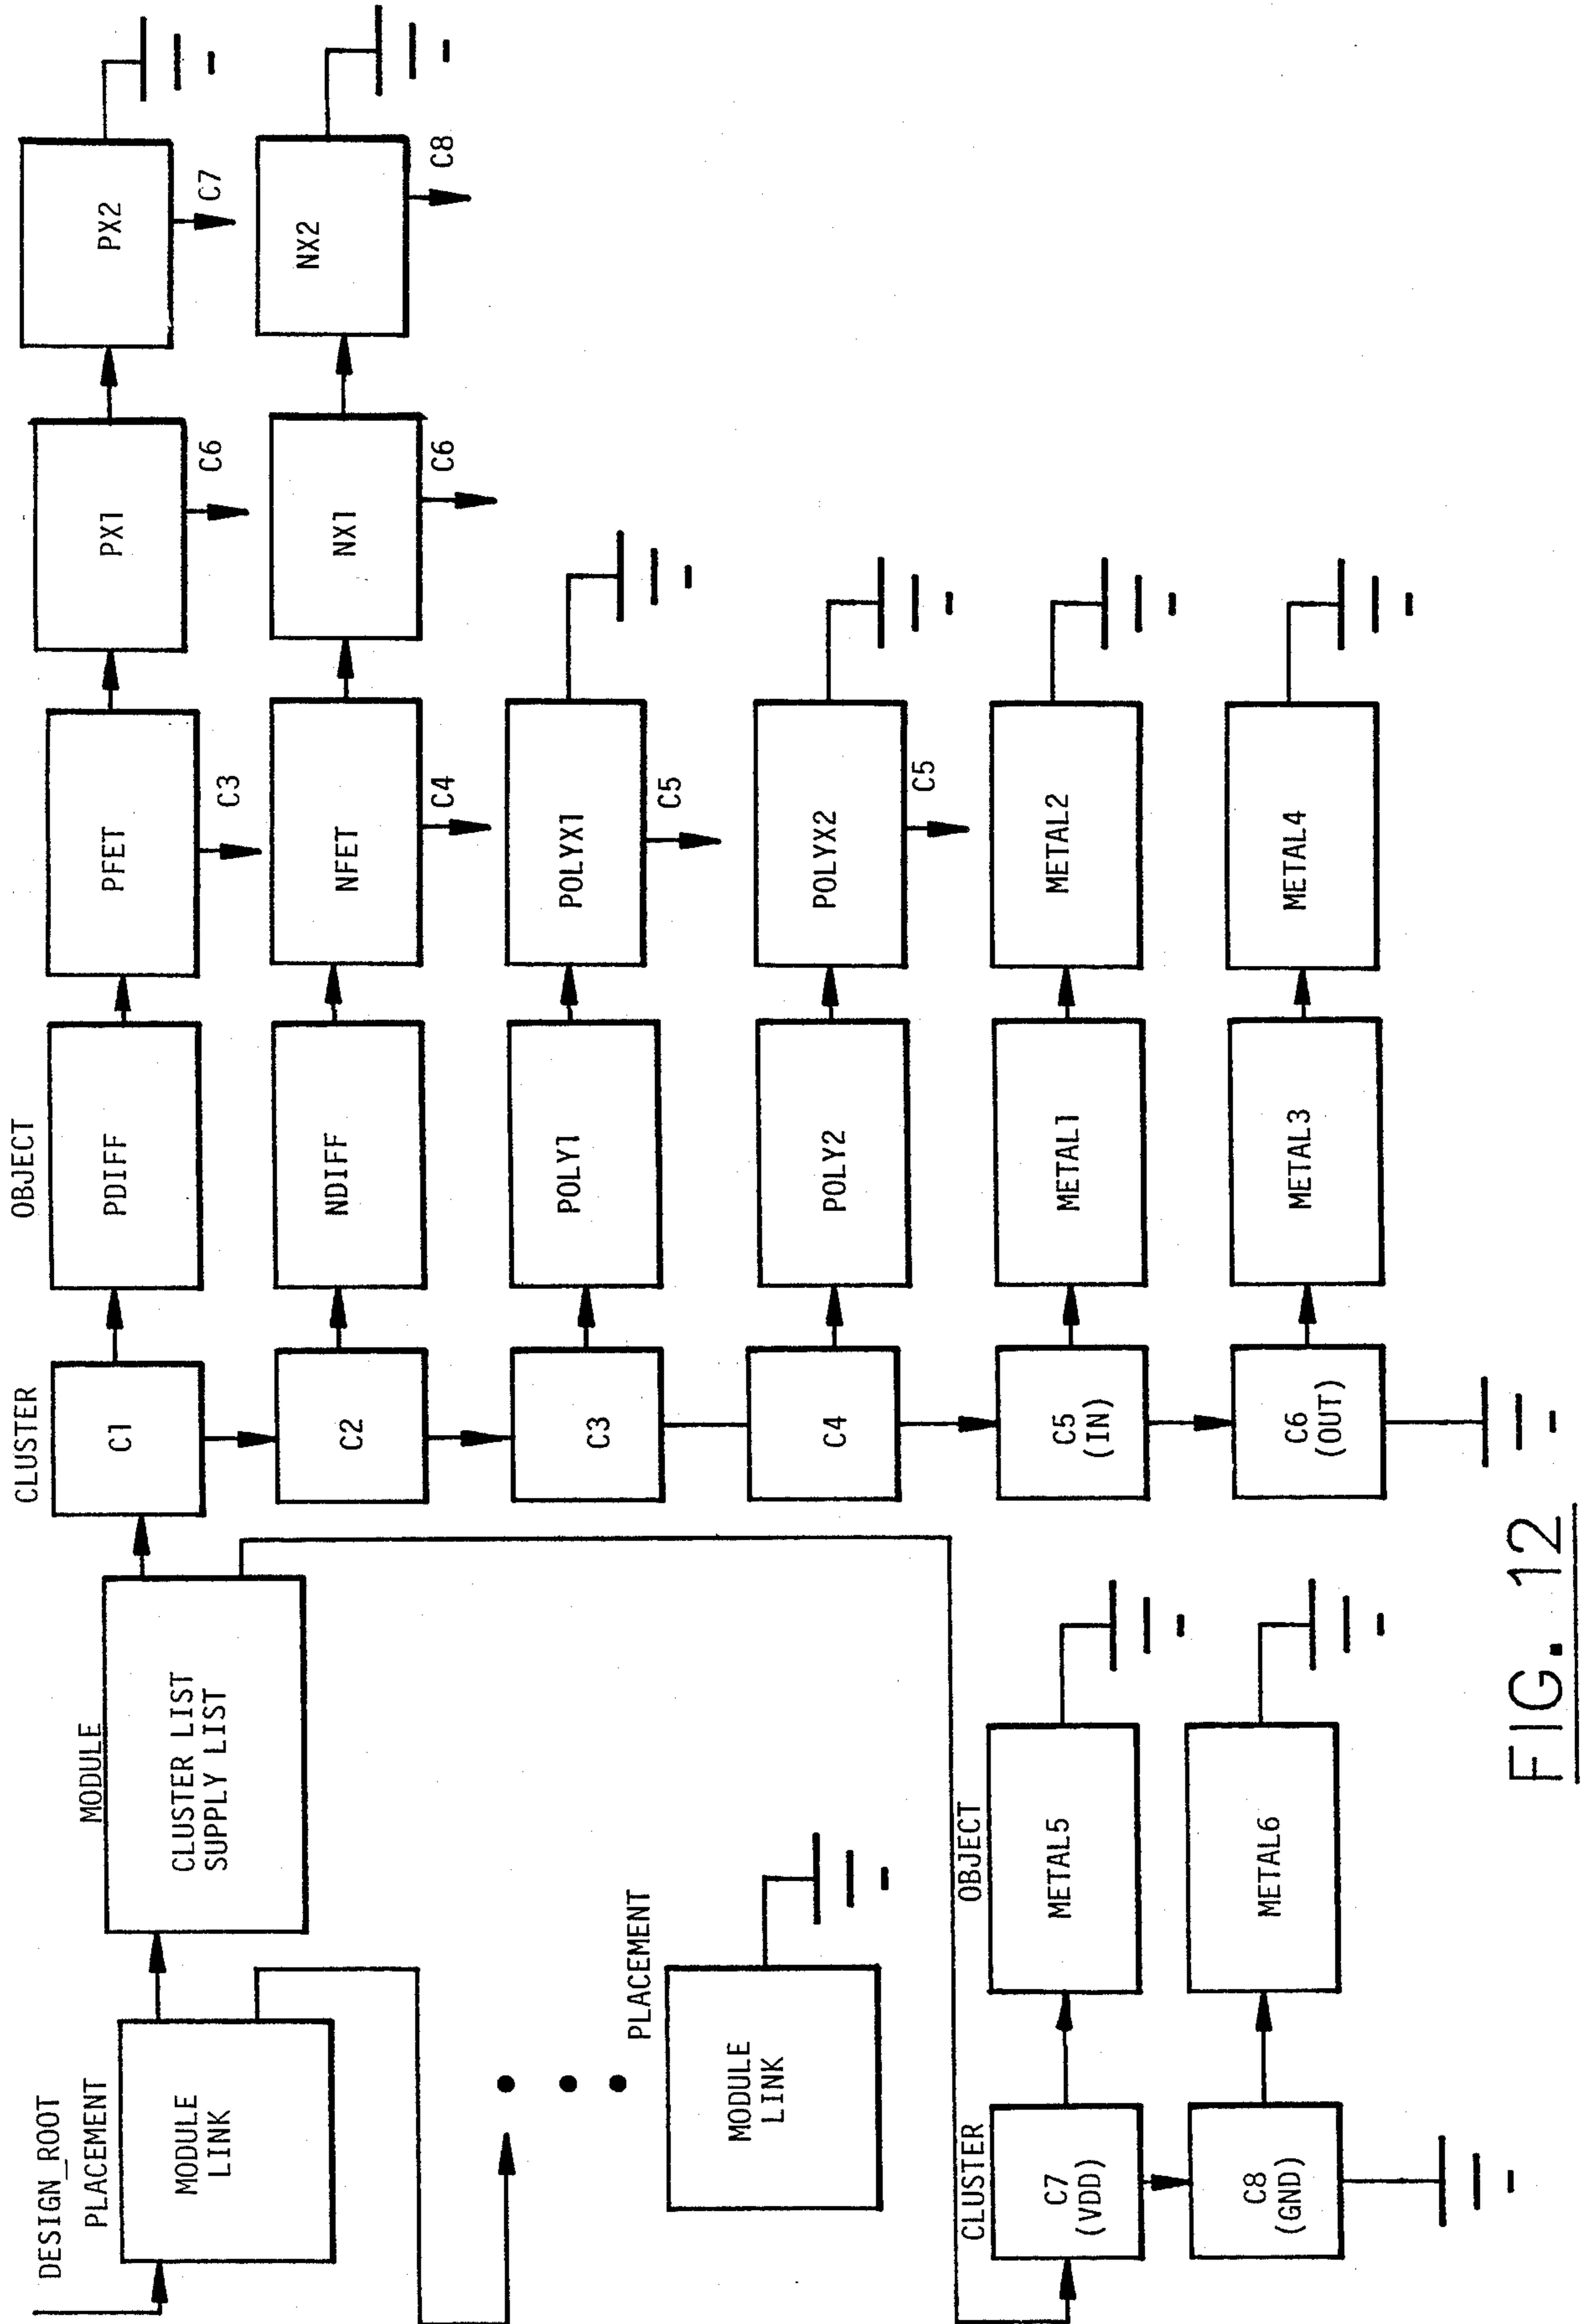 DESIGN_ROOT
PLACEMENT
MODULE
LINK
MODULE
CLUSTER LIST
SUPPLY LIST
CLUSTER
OBJECT
C1
PDIFF
PFET
C3
PX1
C6
PX2
C7
C2
NDIFF
NFET
C4
NX1
C6
NX2
C8
C3
POLY1
POLYX1
C5
C4
POLY2
POLYX2
C5
C5
(IN)
METAL1
METAL2
C6
(OUT)
METAL3
METAL4
PLACEMENT
MODULE
LINK
CLUSTER
OBJECT
C7
(VDD)
METAL5
C8
(GND)
METAL6
FIG. 12